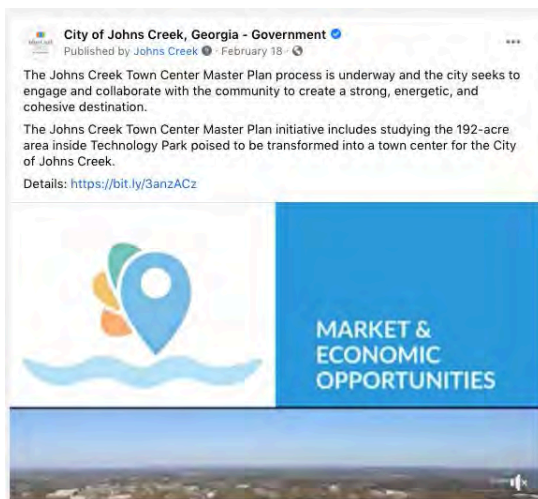 City of Johns Creek, Georgia - Government
Published by Johns Creek · February 18 ·
The Johns Creek Town Center Master Plan process is underway and the city seeks to
engage and collaborate with the community to create a strong, energetic, and
cohesive destination.
The Johns Creek Town Center Master Plan initiative includes studying the 192-acre
area inside Technology Park poised to be transformed into a town center for the City
of Johns Creek.
Details: https://bit.ly/3anzACz
MARKET &
ECONOMIC
OPPORTUNITIES